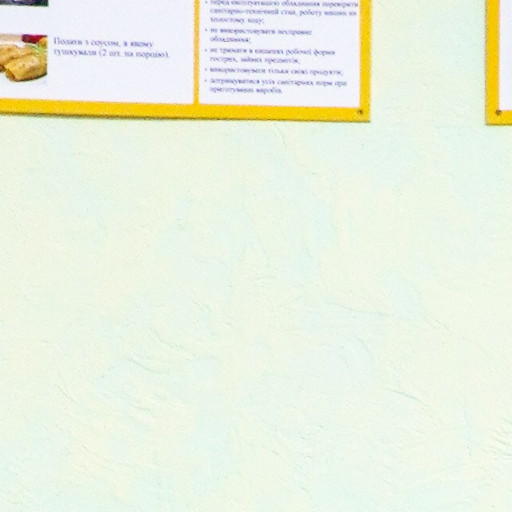 Подати з соусом, в якому
тушкували (2 шт. на порцію).
- перед експлуатацією обладнання перевірити
санітарно-технічний стан, роботу машин на
холостому ходу;
- не використовувати несправне
обладнання;
- не тримати в кишенях робочої форми
гострих, зайвих предметів;
- використовувати тільки свіжі продукти;
- дотримуватися усіх санітарних норм при
приготуванні виробів.